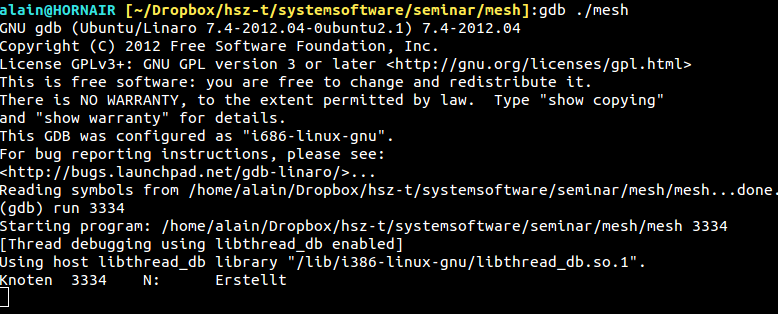 alain@HORNAIR [~/Dropbox/hsz-t/systemsoftware/seminar/mesh]:gdb ./mesh
GNU gdb (Ubuntu/Linaro 7.4-2012.04-0ubuntu2.1) 7.4-2012.04
Copyright (C) 2012 Free Software Foundation, Inc.
License GPLv3+: GNU GPL version 3 or later <http://gnu.org/licenses/gpl.html>
This is free software: you are free to change and redistribute it.
There is NO WARRANTY, to the extent permitted by law.  Type "show copying"
and "show warranty" for details.
This GDB was configured as "i686-linux-gnu".
For bug reporting instructions, please see:
<http://bugs.launchpad.net/gdb-linaro/>...
Reading symbols from /home/alain/Dropbox/hsz-t/systemsoftware/seminar/mesh/mesh...done.
(gdb) run 3334
Starting program: /home/alain/Dropbox/hsz-t/systemsoftware/seminar/mesh/mesh 3334
[Thread debugging using libthread_db enabled]
Using host libthread_db library "/lib/i386-linux-gnu/libthread_db.so.1".
Knoten  3334    N:      Erstellt